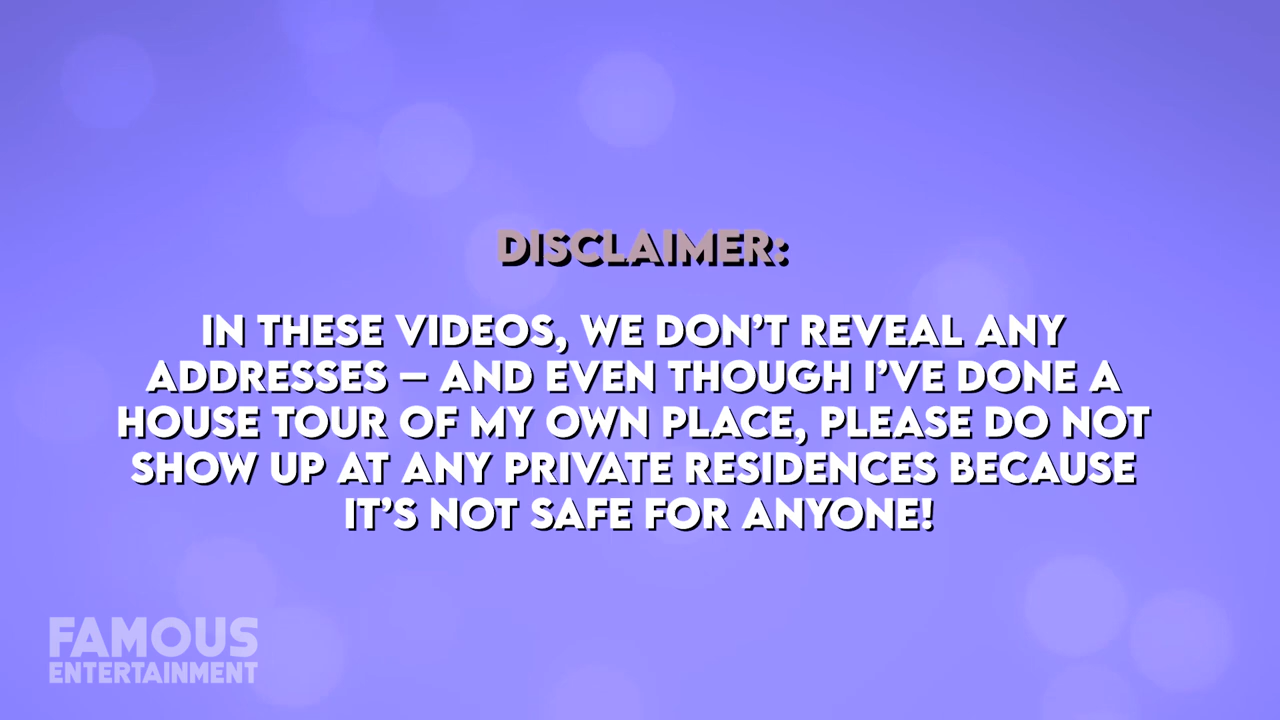 DISCLAIMER:
IN THESE VIDEOS, WE DON’T REVEAL ANY
ADDRESSES – AND EVEN THOUGH I’VE DONE A
HOUSE TOUR OF MY OWN PLACE, PLEASE DO NOT
SHOW UP AT ANY PRIVATE RESIDENCES BECAUSE
IT’S NOT SAFE FOR ANYONE!
FAMOUS
ENTERTAINMENT